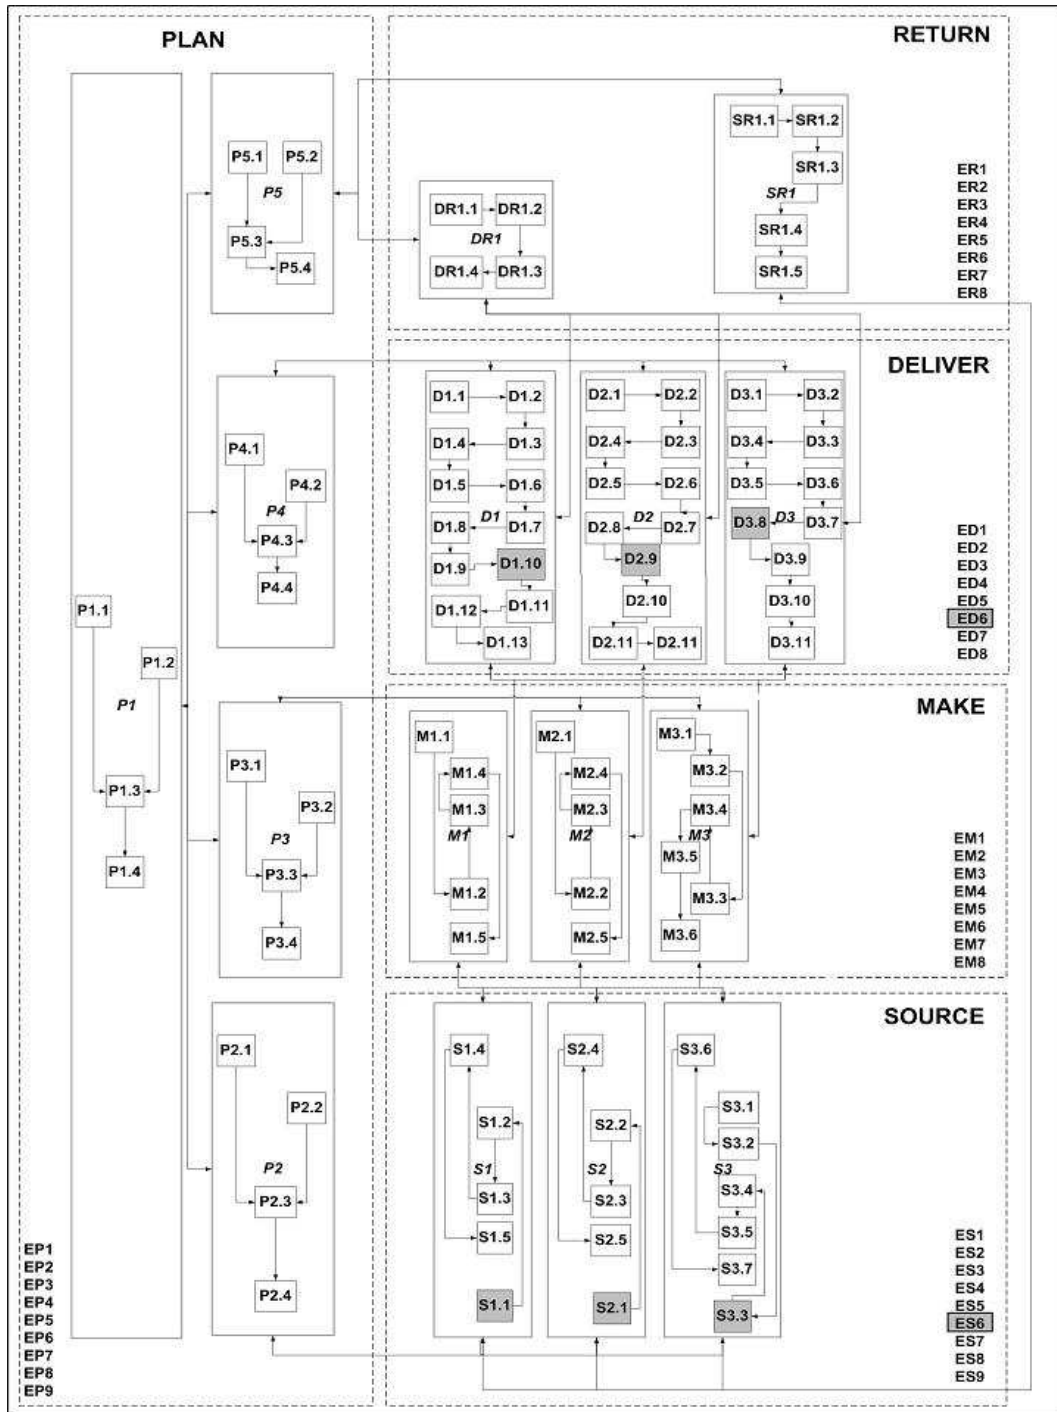 PLAN
P5.1
P5.2
P5
P5.3
P5.4
P4.1
P4.2
P4
P4.3
P4.4
P1.1
P1.2
P1
P1.3
P1.4
P3.1
P3.2
P3
P3.3
P3.4
P2.1
P2.2
P2
P2.3
P2.4
EP1
EP2
EP3
EP4
EP5
EP6
EP7
EP8
EP9
RETURN
SR1.1
SR1.2
SR1.3
SR1
SR1.4
SR1.5
DR1.1
DR1.2
DR1
DR1.4
DR1.3
ER1
ER2
ER3
ER4
ER5
ER6
ER7
ER8
DELIVER
D1.1
D1.2
D1.4
D1.3
D1.5
D1.6
D1
D1.8
D1.7
D1.9
D1.10
D1.12
D1.11
D1.13
D2.1
D2.2
D2.4
D2.3
D2.5
D2.6
D2
D2.8
D2.7
D2.9
D2.10
D2.11
D2.11
D3.1
D3.2
D3.4
D3.3
D3.5
D3.6
D3.8
D3
D3.7
D3.9
D3.10
D3.11
ED1
ED2
ED3
ED4
ED5
ED6
ED7
ED8
MAKE
M1.1
M1.4
M1.3
M1
M1.2
M1.5
M2.1
M2.4
M2.3
M2
M2.2
M2.5
M3.1
M3.2
M3.4
M3
M3.5
M3.3
M3.6
EM1
EM2
EM3
EM4
EM5
EM6
EM7
EM8
SOURCE
S1.4
S1.2
S1
S1.3
S1.5
S1.1
S2.4
S2.2
S2
S2.3
S2.5
S2.1
S3.6
S3.1
S3.2
S3
S3.4
S3.5
S3.7
S3.3
ES1
ES2
ES3
ES4
ES5
ES6
ES7
ES8
ES9